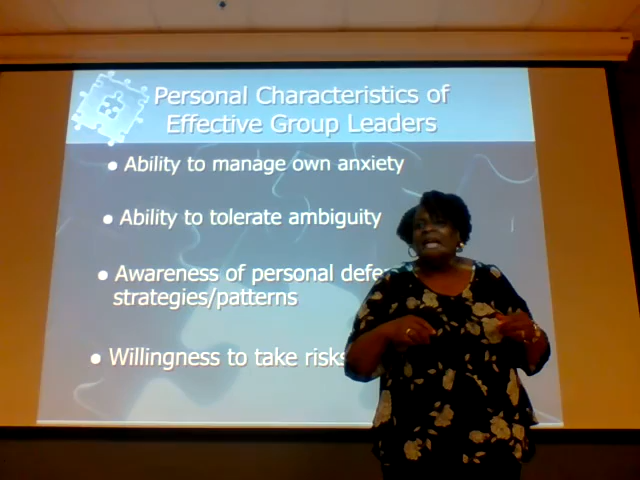 Personal Characteristics of
Effective Group Leaders
• Ability to manage own anxiety
• Ability to tolerate ambiguity
• Awareness of personal
strategies/patterns
• Willingness to take risks